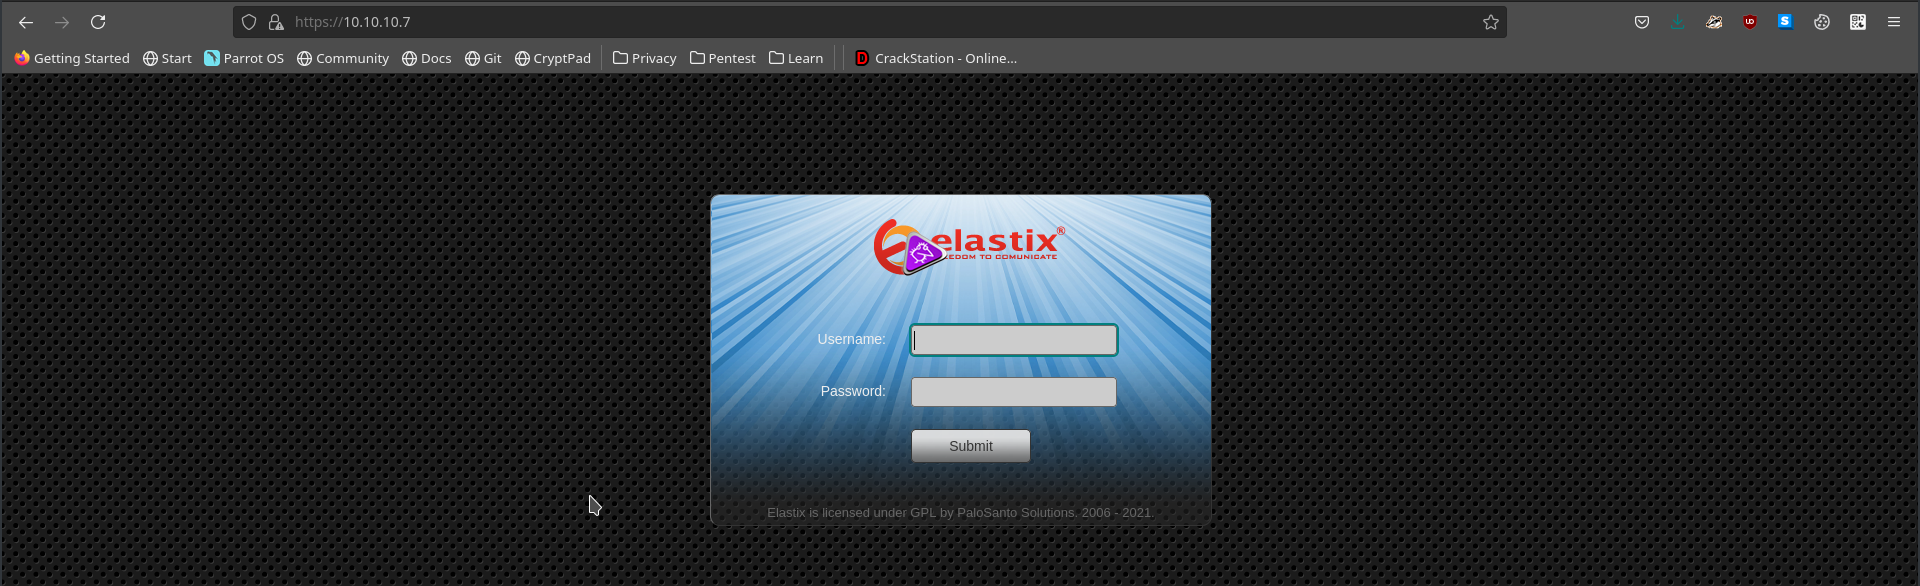 https://10.10.10.7
Getting Started Start Parrot OS Community Docs Git CryptPad Privacy Pentest Learn CrackStation - Online...
elastix®
EEDOM TO COMUNICATE
Username:
Password:
Submit
Elastix is licensed under GPL by PaloSanto Solutions. 2006 - 2021.